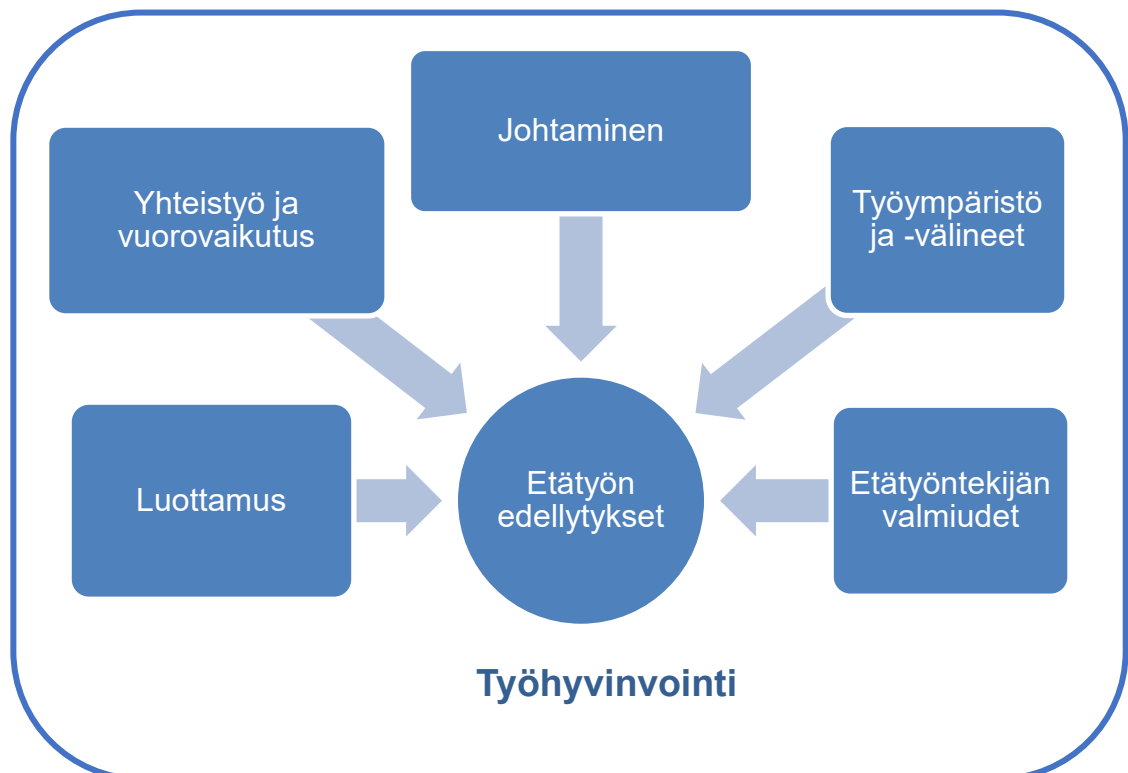 Johtaminen
Yhteistyö ja
vuorovaikutus
Työympäristö
ja -välineet
Luottamus
Etätyön
edellytykset
Etätyöntekijän
valmiudet
Työhyvinvointi